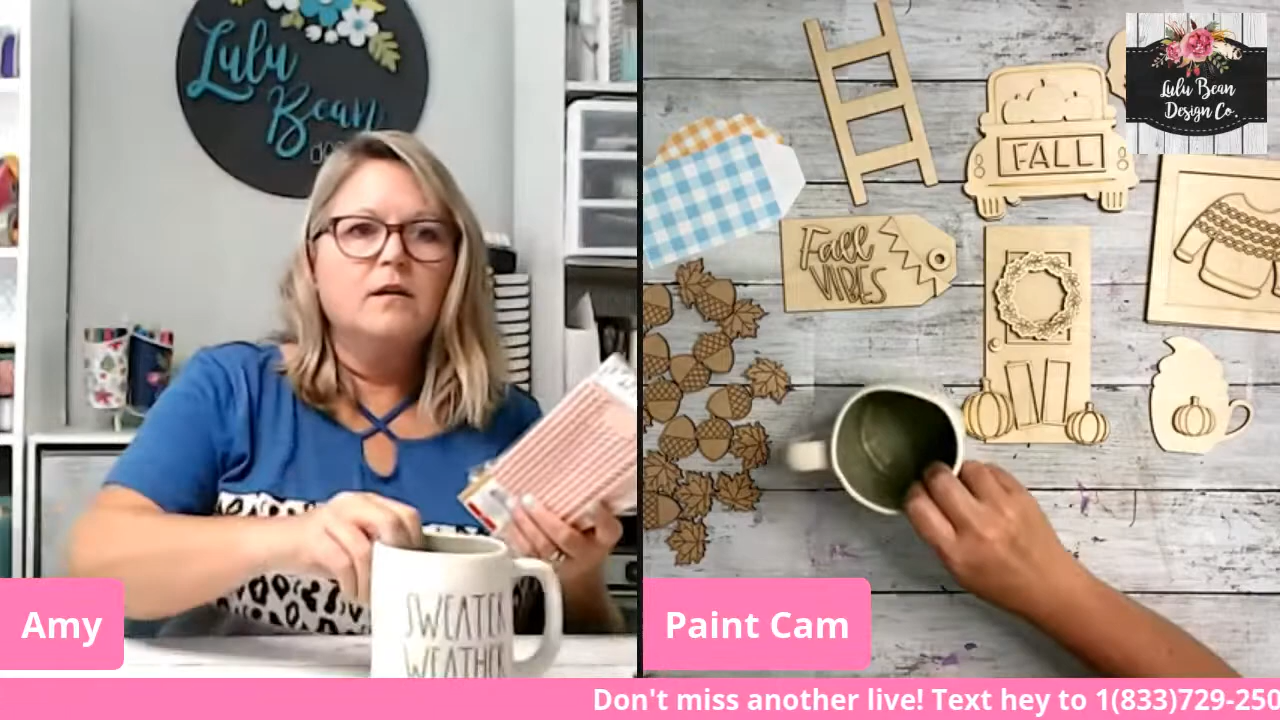 Lulu
Bean
SWEATER
WEATHER
Amy
FALL
Fall
VIBES
Lulu Bean
Design Co.
Paint Cam
Don't miss another live! Text hey to 1(833)729-250